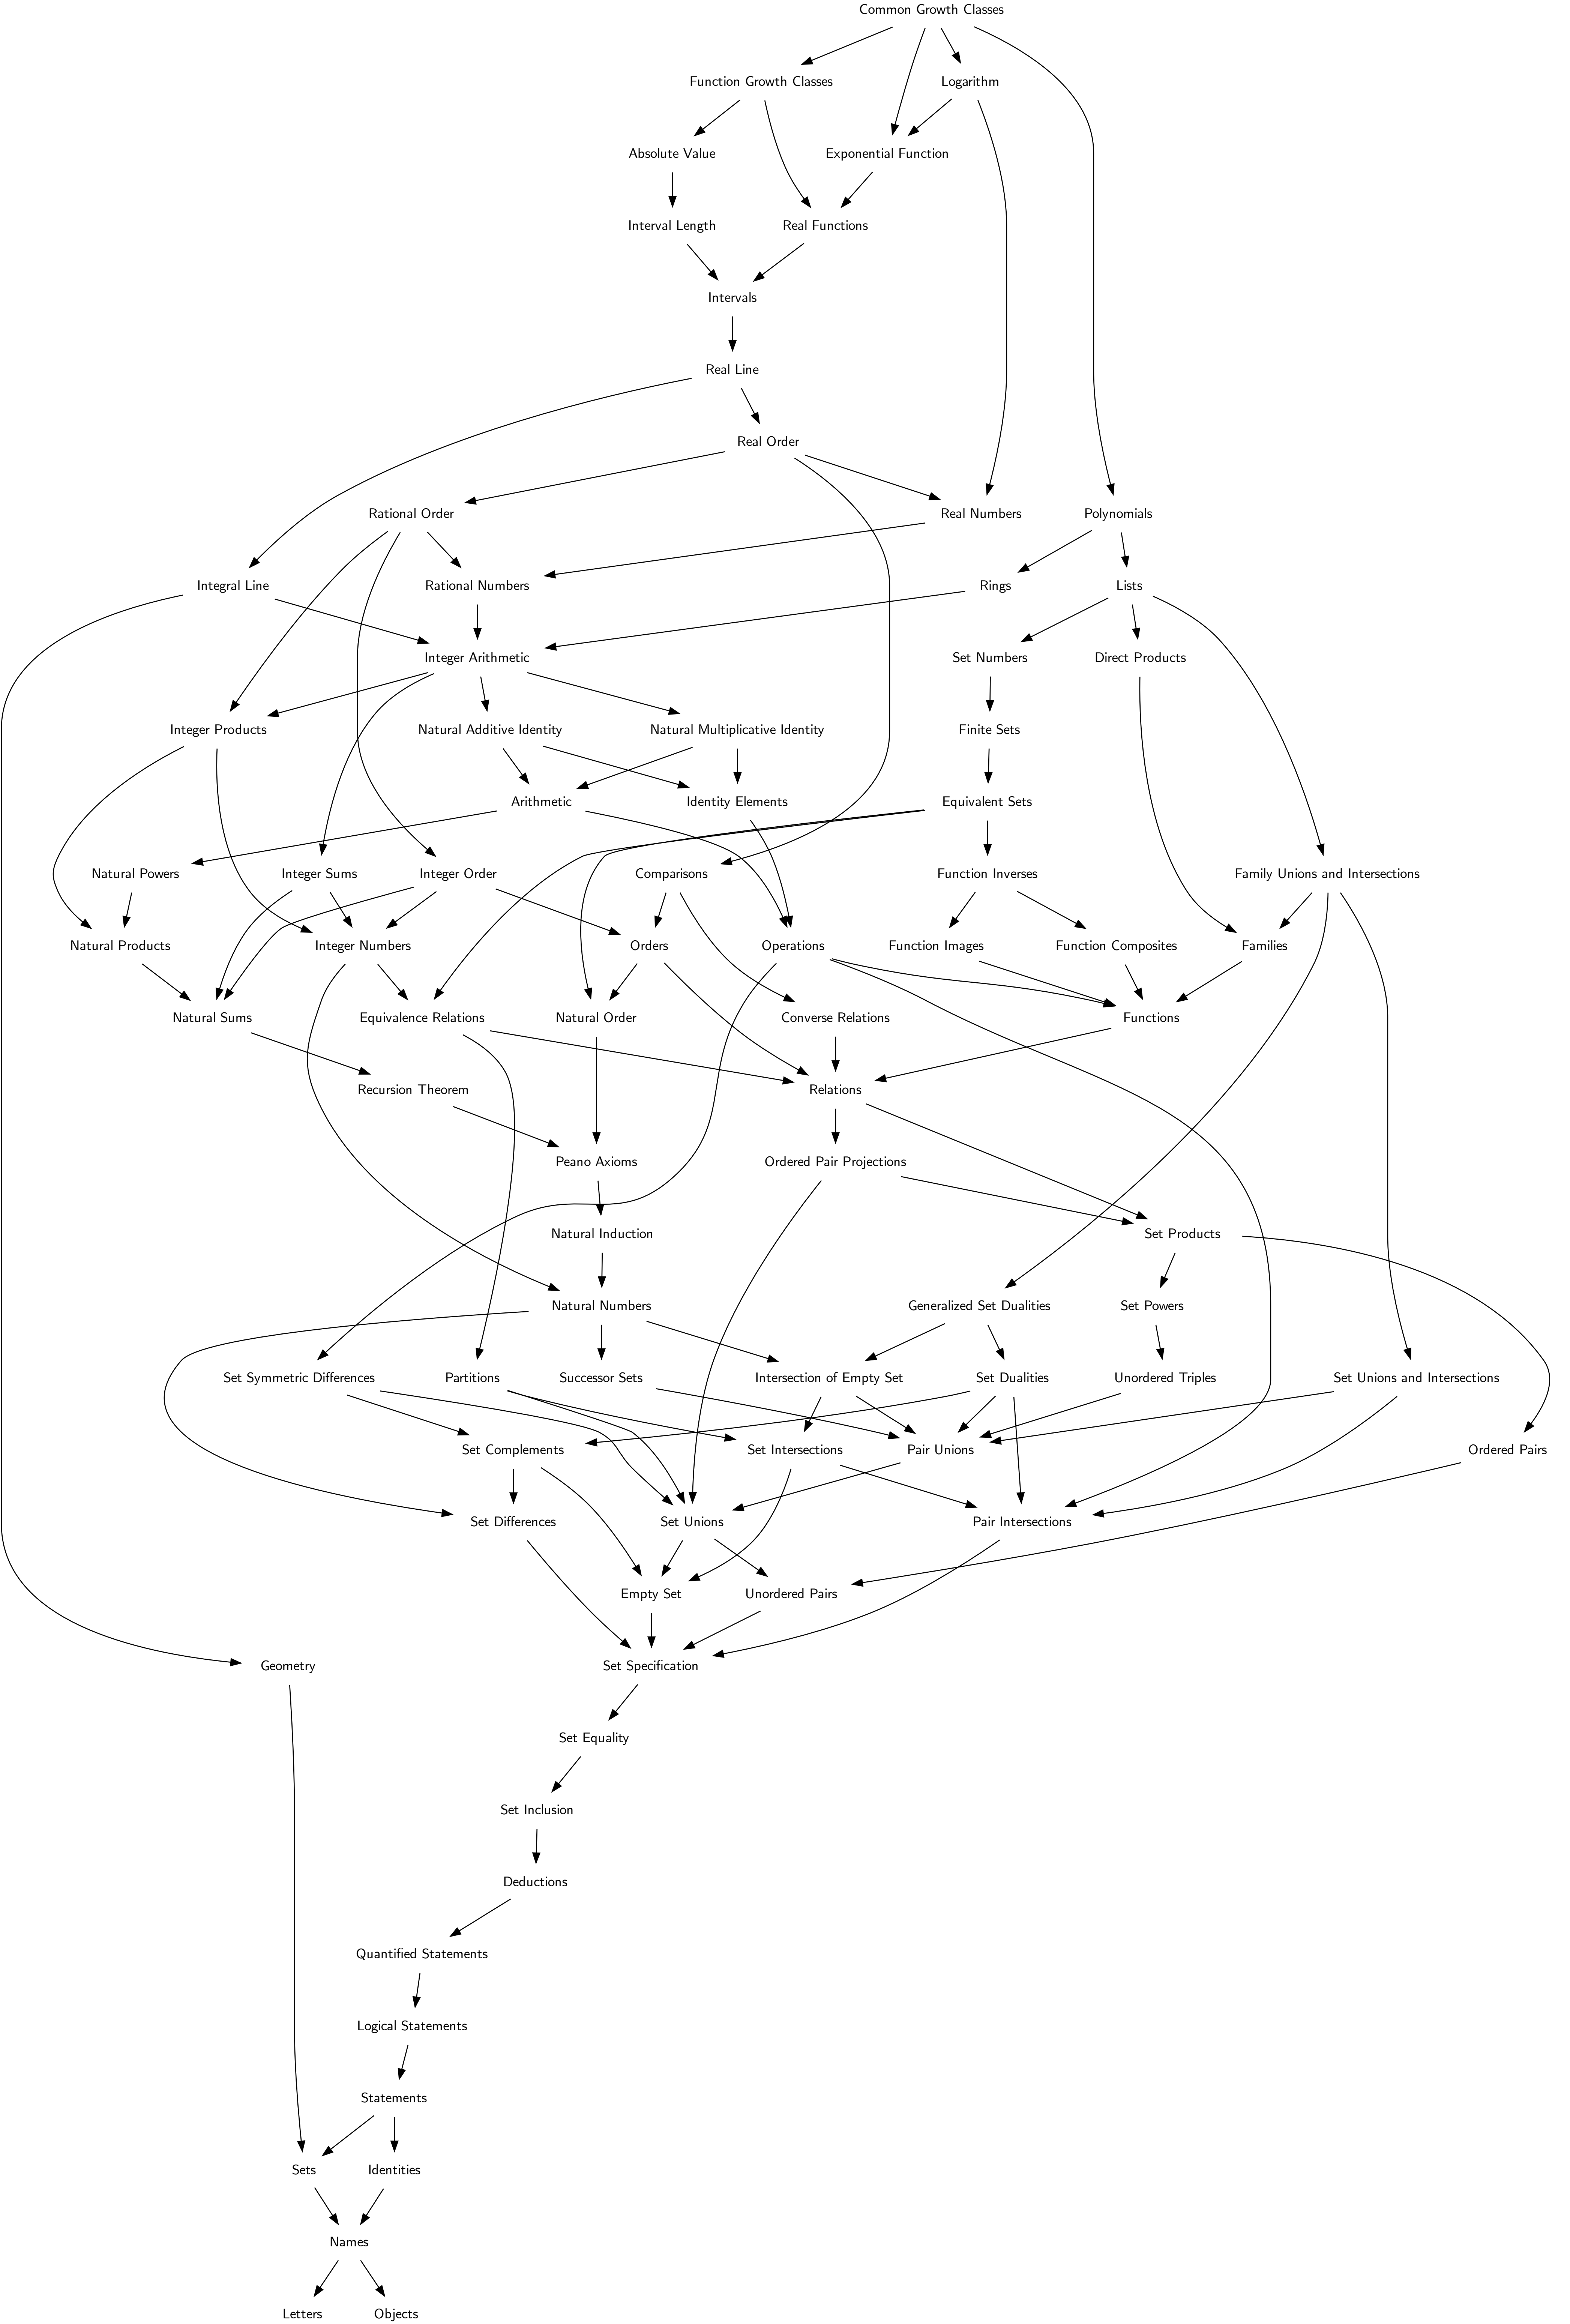 Common Growth Classes
Function Growth Classes
Logarithm
Absolute Value
Exponential Function
Interval Length
Real Functions
Intervals
Real Line
Real Order
Rational Order
Real Numbers
Polynomials
Integral Line
Rational Numbers
Rings
Lists
Integer Arithmetic
Set Numbers
Direct Products
Integer Products
Natural Additive Identity
Natural Multiplicative Identity
Finite Sets
Arithmetic
Identity Elements
Equivalent Sets
Natural Powers
Integer Sums
Integer Order
Comparisons
Function Inverses
Family Unions and Intersections
Natural Products
Integer Numbers
Orders
Operations
Function Images
Function Composites
Families
Natural Sums
Equivalence Relations
Natural Order
Converse Relations
Functions
Recursion Theorem
Relations
Peano Axioms
Ordered Pair Projections
Natural Induction
Set Products
Natural Numbers
Generalized Set Dualities
Set Powers
Set Symmetric Differences
Partitions
Successor Sets
Intersection of Empty Set
Set Dualities
Unordered Triples
Set Unions and Intersections
Set Complements
Set Intersections
Pair Unions
Ordered Pairs
Set Differences
Set Unions
Pair Intersections
Empty Set
Unordered Pairs
Geometry
Set Specification
Set Equality
Set Inclusion
Deductions
Quantified Statements
Logical Statements
Statements
Sets
Identities
Names
Letters
Objects